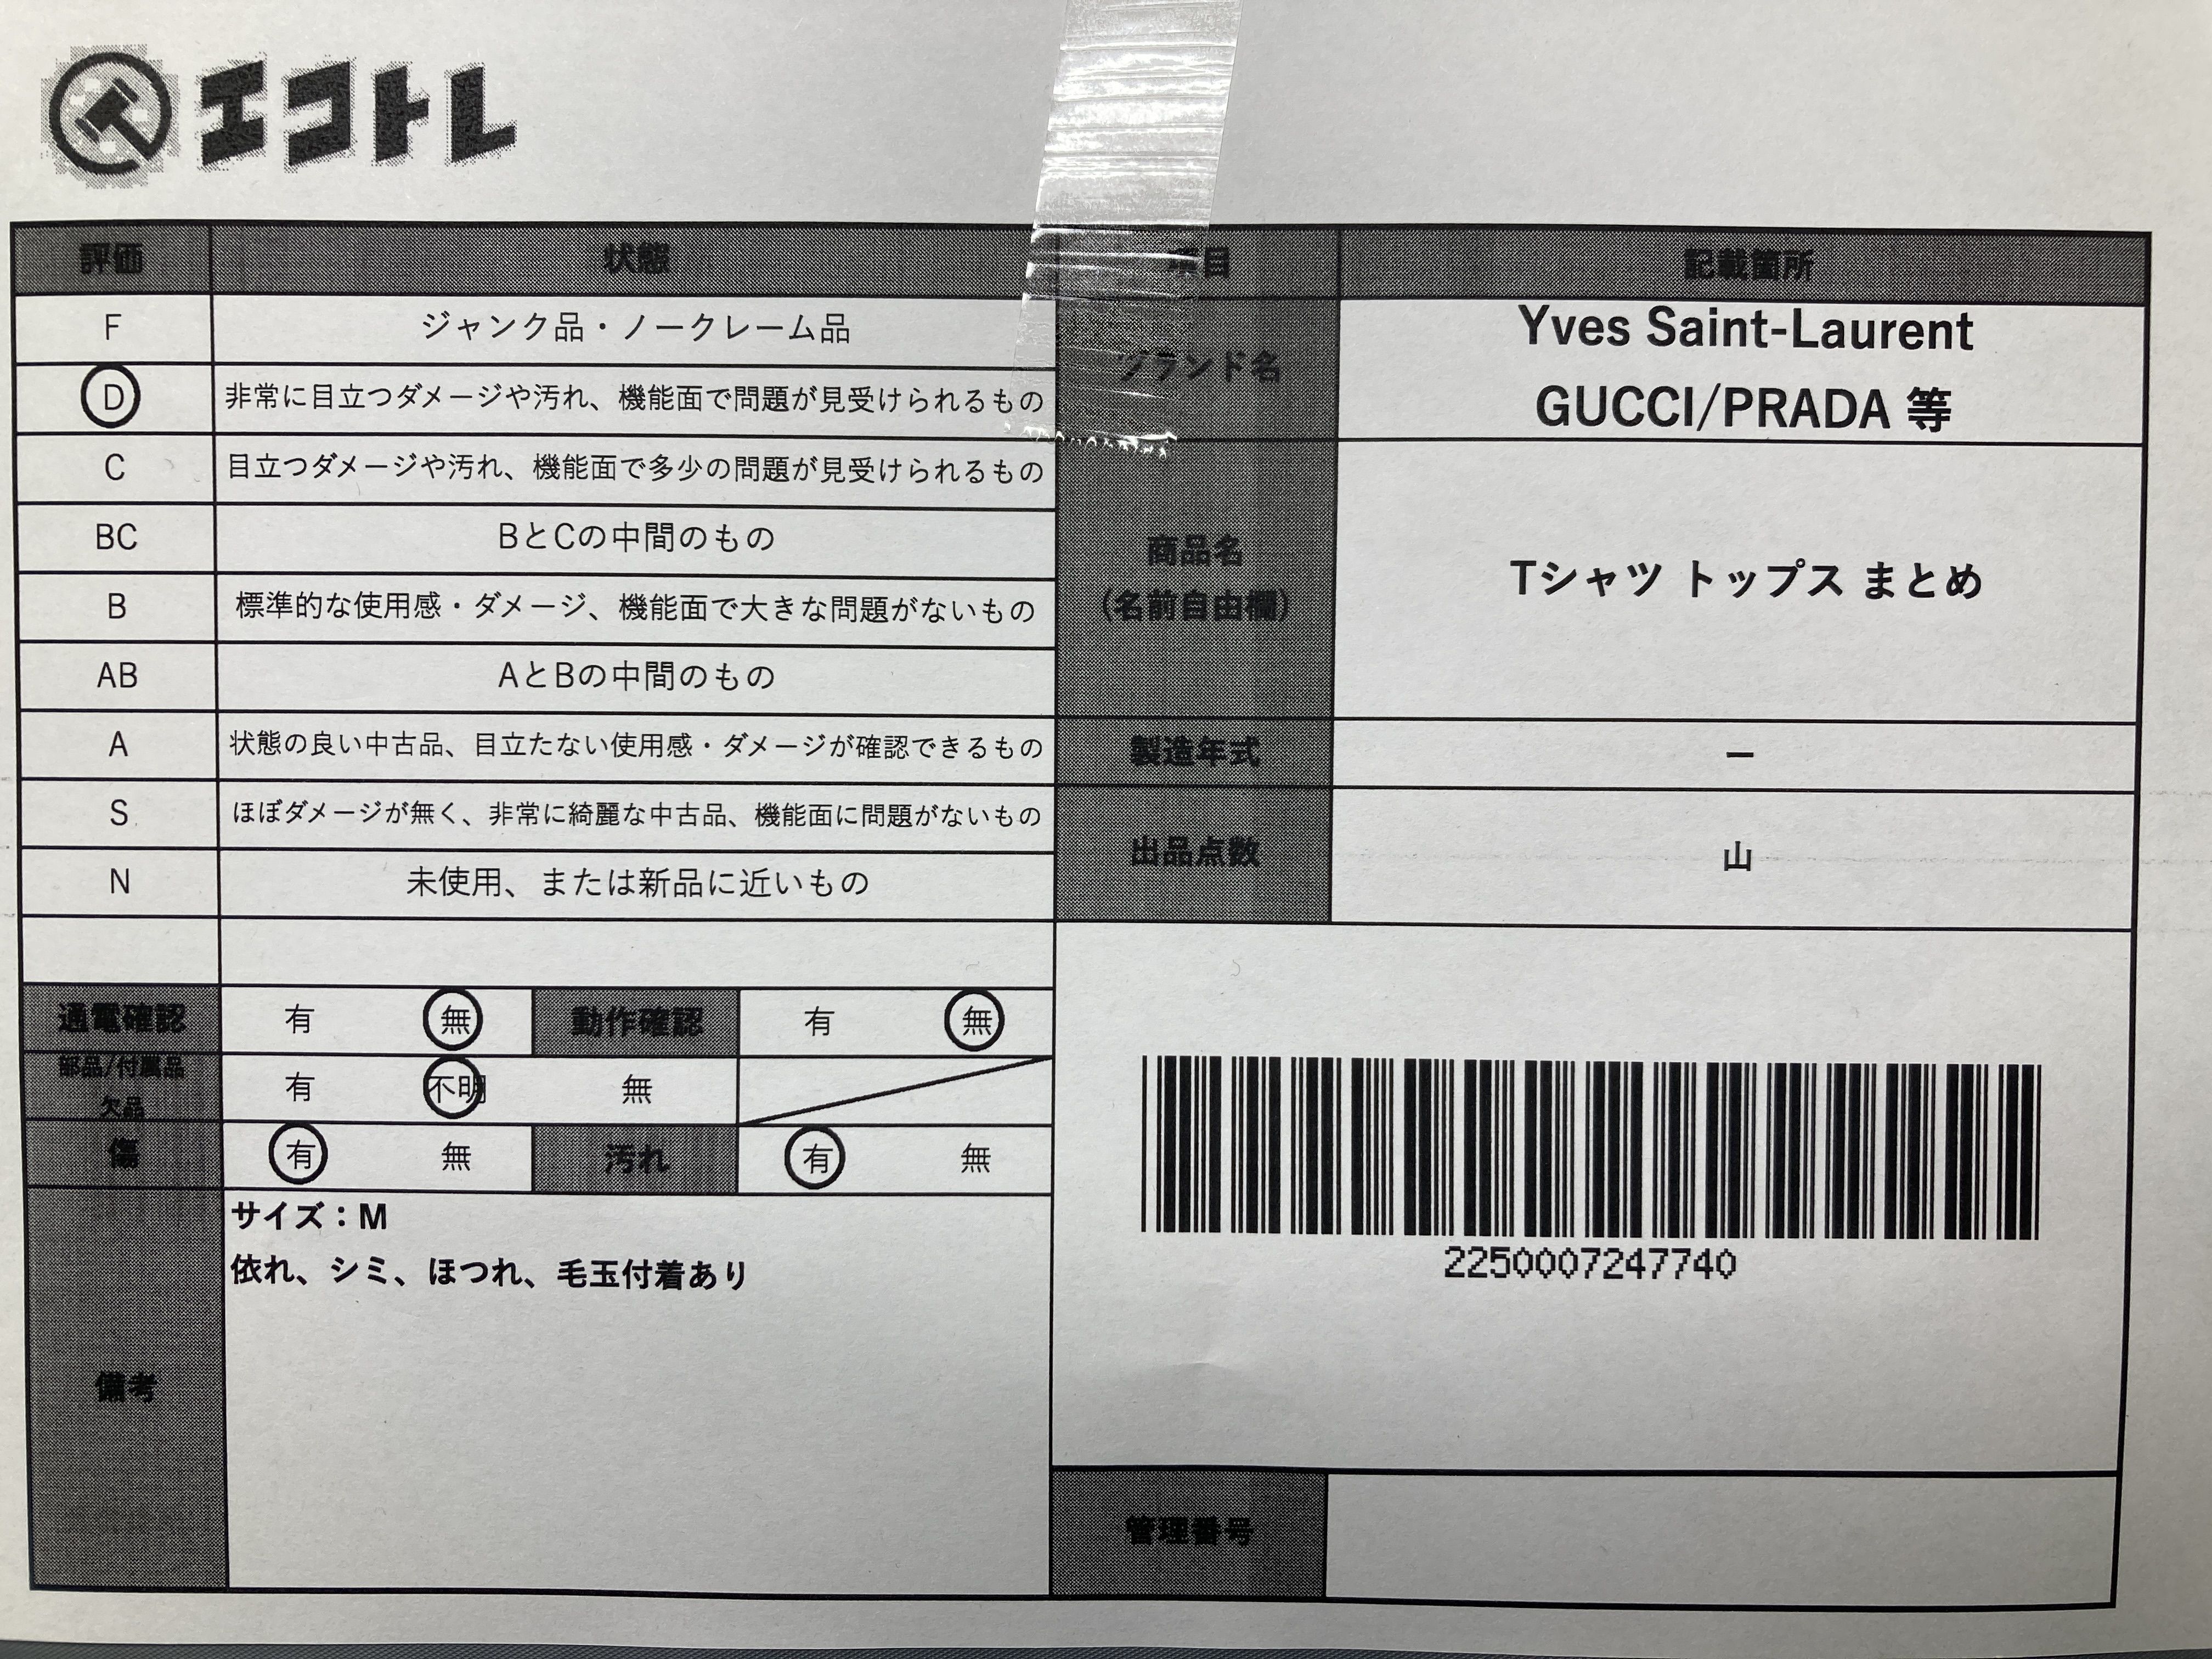 エコトレ
評価 状態 項目 記載箇所
F ジャンク品・ノークレーム品
D 非常に目立つダメージや汚れ、機能面で問題が見受けられるもの
C 目立つダメージや汚れ、機能面で多少の問題が見受けられるもの
BC BとCの中間のもの
B 標準的な使用感・ダメージ、機能面で大きな問題がないもの
AB AとBの中間のもの
A 状態の良い中古品、目立たない使用感・ダメージが確認できるもの
S ほぼダメージが無く、非常に綺麗な中古品、機能面に問題がないもの
N 未使用、または新品に近いもの
ブランド名
Yves Saint-Laurent
GUCCI/PRADA 等
商品名
(名前自由欄)
Tシャツ トップス まとめ
製造年式 ー
出品点数 山
通電確認 有 無 動作確認 有 無
部品/付属品
欠品
有 不明 無
傷 有 無 汚れ 有 無
備考
サイズ：M
依れ、シミ、ほつれ、毛玉付着あり
2250007247740
管理番号